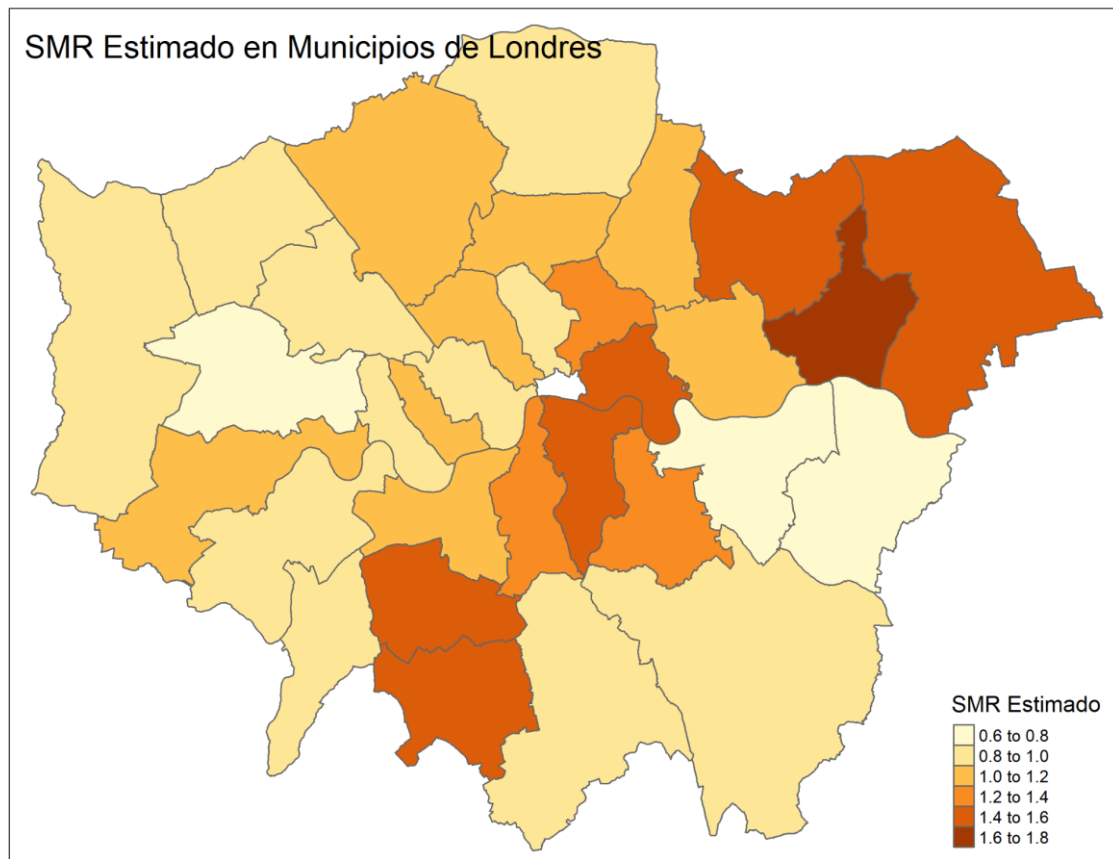 SMR Estimado en Municipios de Londres
SMR Estimado
0.6 to 0.8
0.8 to 1.0
1.0 to 1.2
1.2 to 1.4
1.4 to 1.6
1.6 to 1.8